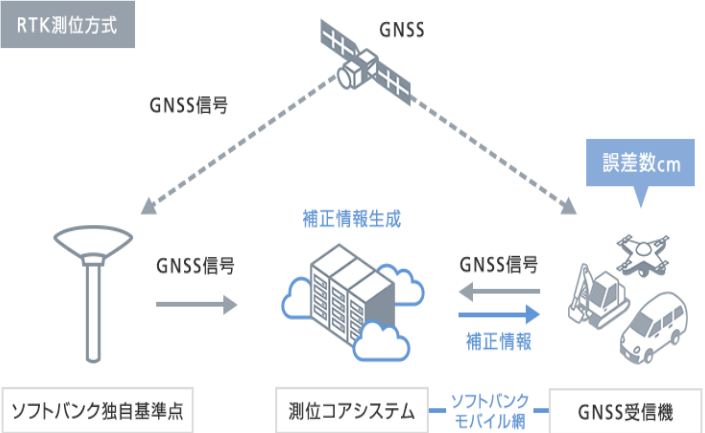 RTK測位方式
GNSS
GNSS信号
誤差数cm
補正情報生成
GNSS信号
GNSS信号
補正情報
ソフトバンク独自基準点
測位コアシステム
ソフトバンク
モバイル網
GNSS受信機